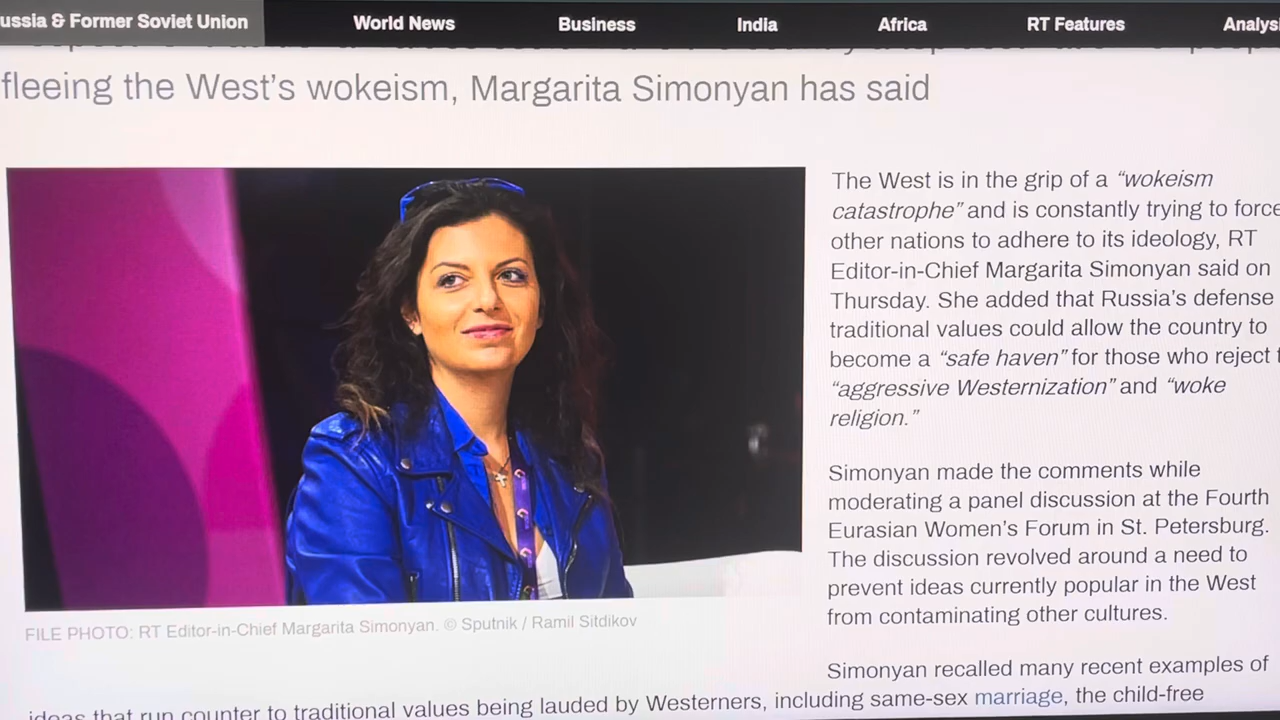 ussia & Former Soviet Union World News Business India Africa RT Features Analys
fleeing the West's wokeism, Margarita Simonyan has said
The West is in the grip of a “wokeism
catastrophe” and is constantly trying to force
other nations to adhere to its ideology, RT
Editor-in-Chief Margarita Simonyan said on
Thursday. She added that Russia's defense
traditional values could allow the country to
become a “safe haven” for those who reject t
“aggressive Westernization” and “woke
religion.”
Simonyan made the comments while
moderating a panel discussion at the Fourth
Eurasian Women's Forum in St. Petersburg.
The discussion revolved around a need to
prevent ideas currently popular in the West
from contaminating other cultures.
FILE PHOTO: RT Editor-in-Chief Margarita Simonyan. © Sputnik / Ramil Sitdikov
Simonyan recalled many recent examples of
ideas that run counter to traditional values being lauded by Westerners, including same-sex marriage, the child-free